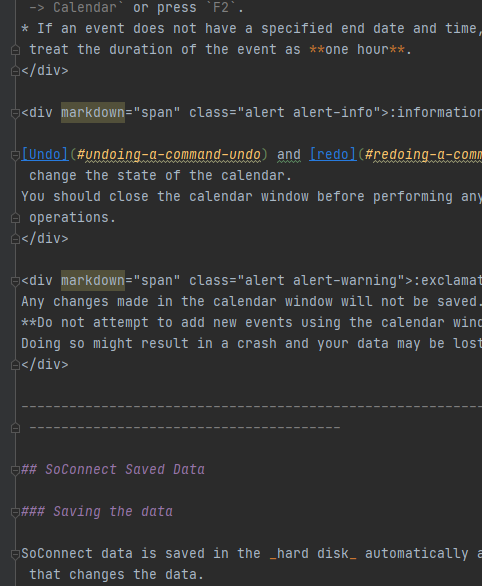 -> Calendar` or press `F2`.
* If an event does not have a specified end date and time,
treat the duration of the event as **one hour**.
</div>
<div markdown="span" class="alert alert-info">:information
[Undo](#undoing-a-command-undo) and [redo](#redoing-a-comm
change the state of the calendar.
You should close the calendar window before performing any
operations.
</div>
<div markdown="span" class="alert alert-warning">:exclamat
Any changes made in the calendar window will not be saved.
**Do not attempt to add new events using the calendar wind
Doing so might result in a crash and your data may be lost
</div>
----------------------------------------------------------
---------------------------------------
## SoConnect Saved Data
### Saving the data
SoConnect data is saved in the _hard disk_ automatically a
that changes the data.